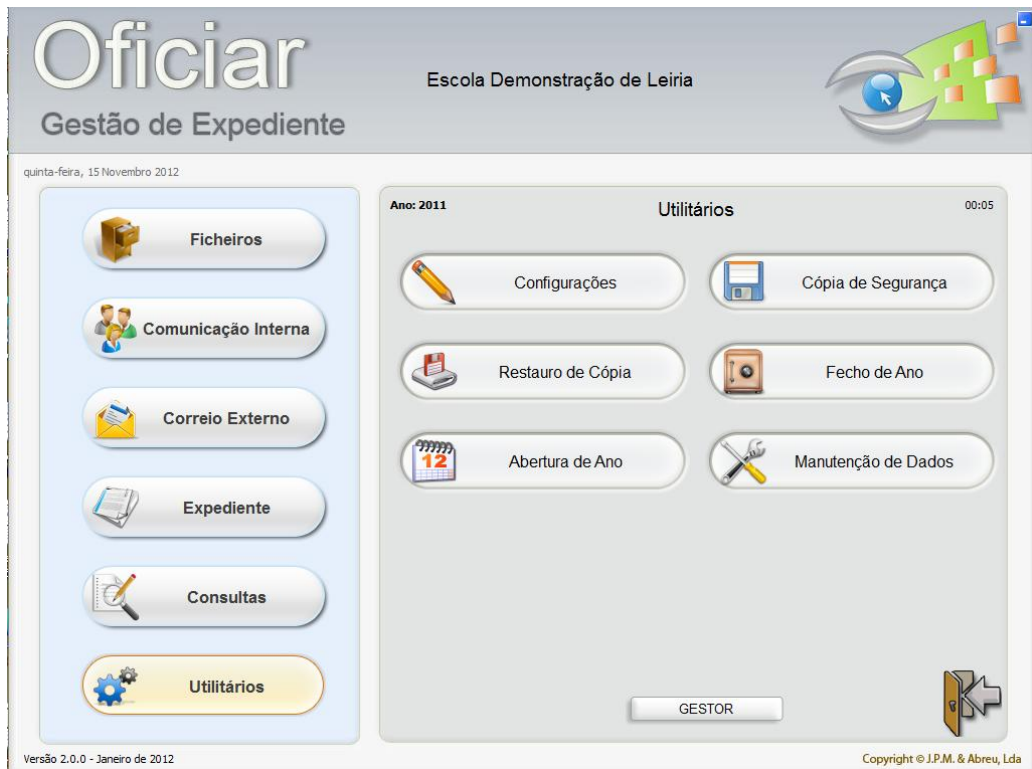 Oficiar
Gestão de Expediente
Escola Demonstração de Leiria
quinta-feira, 15 Novembro 2012
Ficheiros
Comunicação Interna
Correio Externo
Expediente
Consultas
Utilitários
Ano: 2011
Utilitários
00:05
Configurações
Cópia de Segurança
Restauro de Cópia
Fecho de Ano
12
Abertura de Ano
Manutenção de Dados
GESTOR
Versão 2.0.0 - Janeiro de 2012
Copyright © J.P.M. & Abreu, Lda